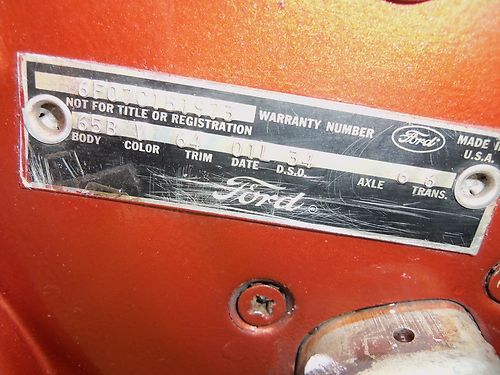 6F07C151973
NOT FOR TITLE OR REGISTRATION
WARRANTY NUMBER
Ford
MADE IN
U.S.A.
65B V 64 01L 54 6 6
BODY COLOR TRIM DATE D.S.O. AXLE TRANS.
Ford